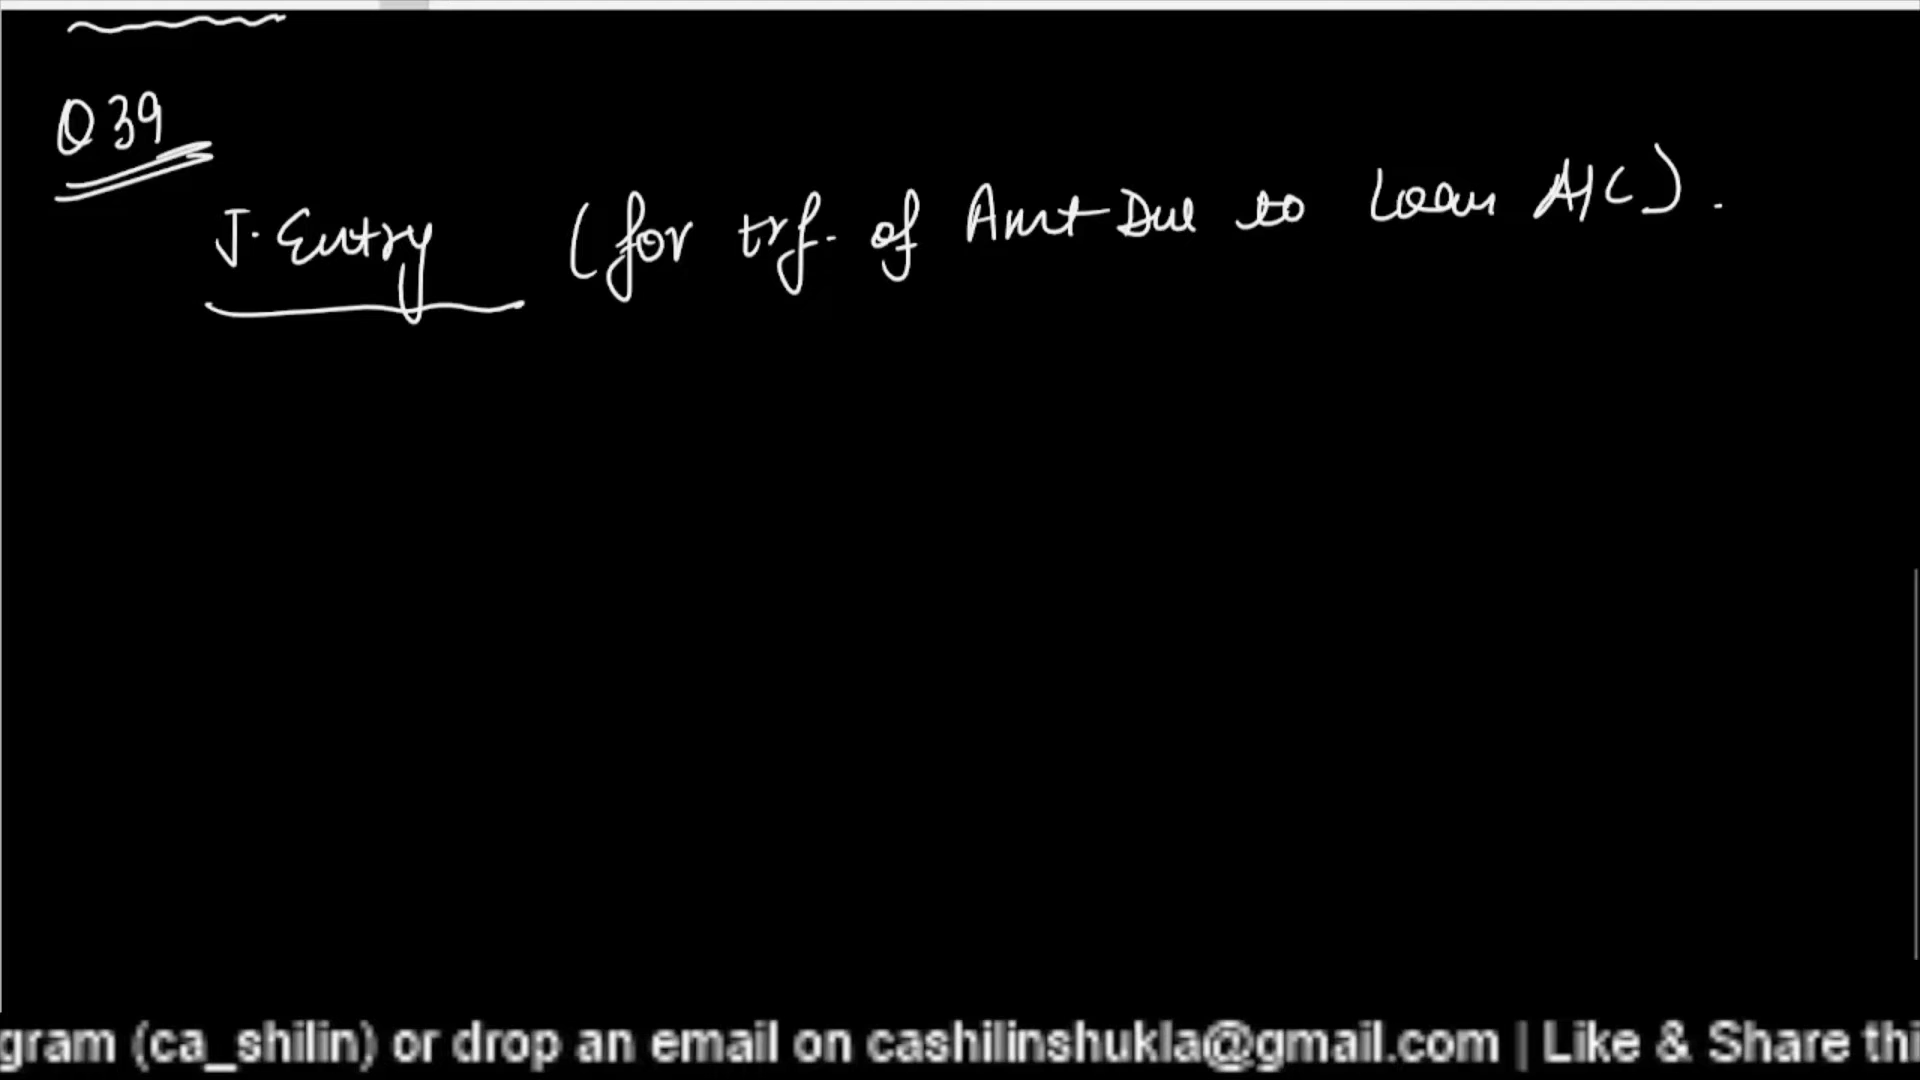 Q 39
J. Entry (for trf. of Amt Due to Loan A/C).
gram (ca_shilin) or drop an email on cashilinshukla@gmail.com | Like & Share thi